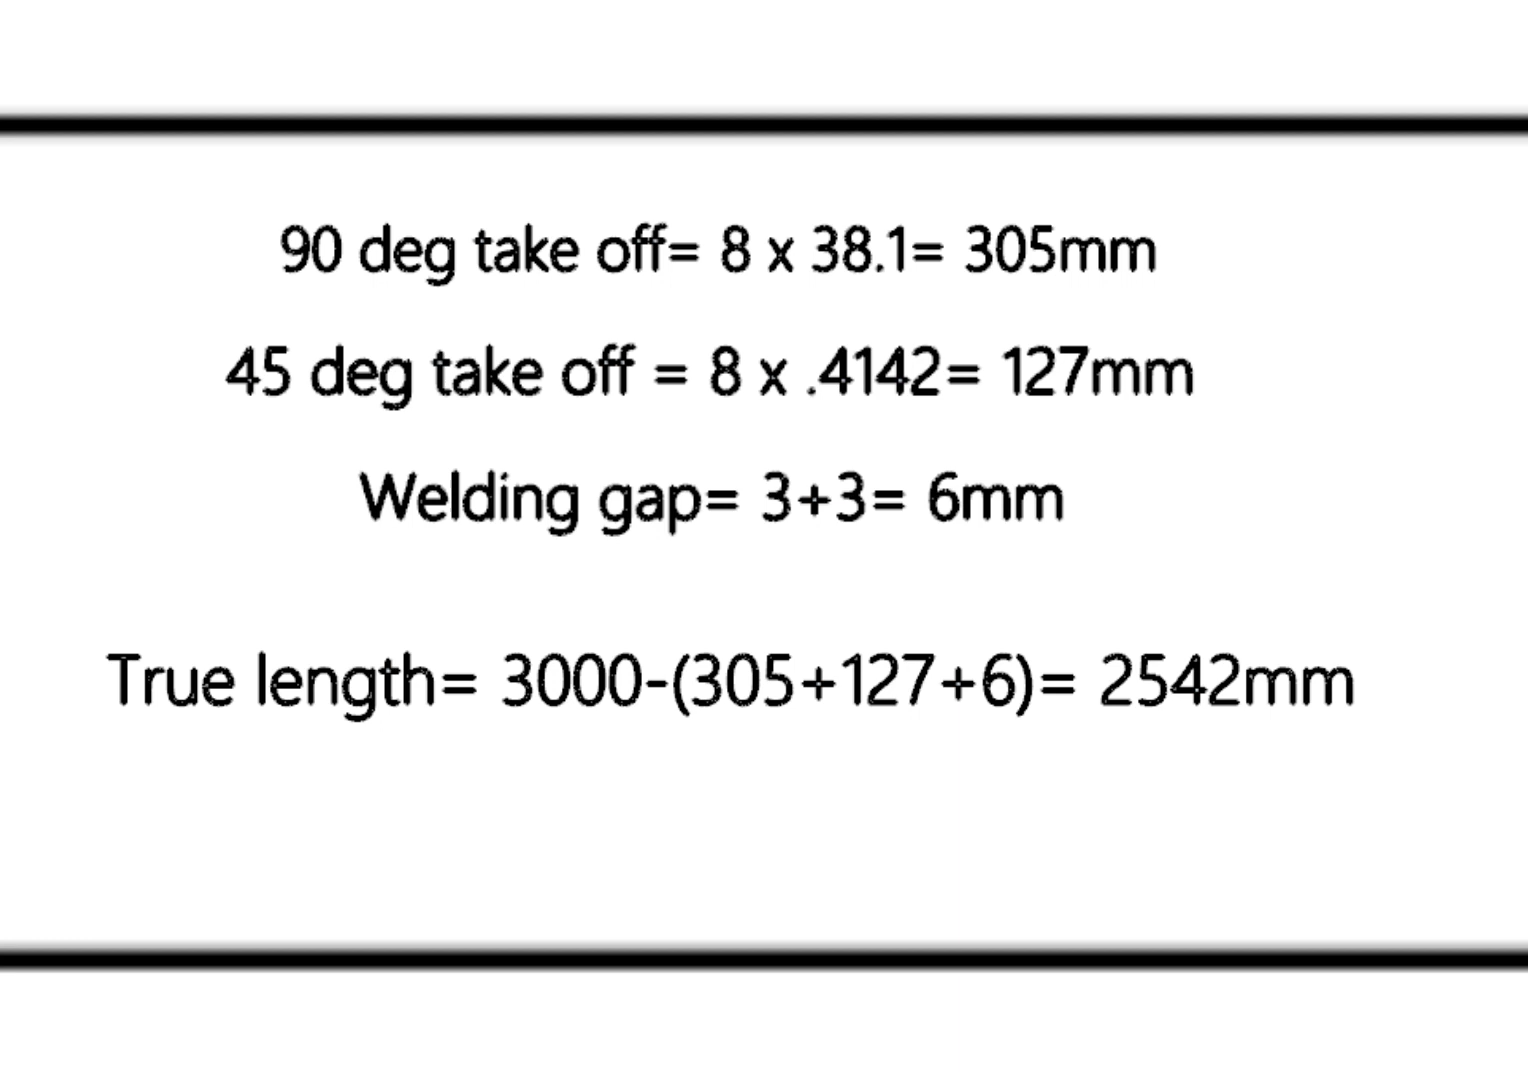 90 deg take off= 8 x 38.1= 305mm
45 deg take off = 8 x .4142= 127mm
Welding gap= 3+3= 6mm
True length= 3000-(305+127+6)= 2542mm